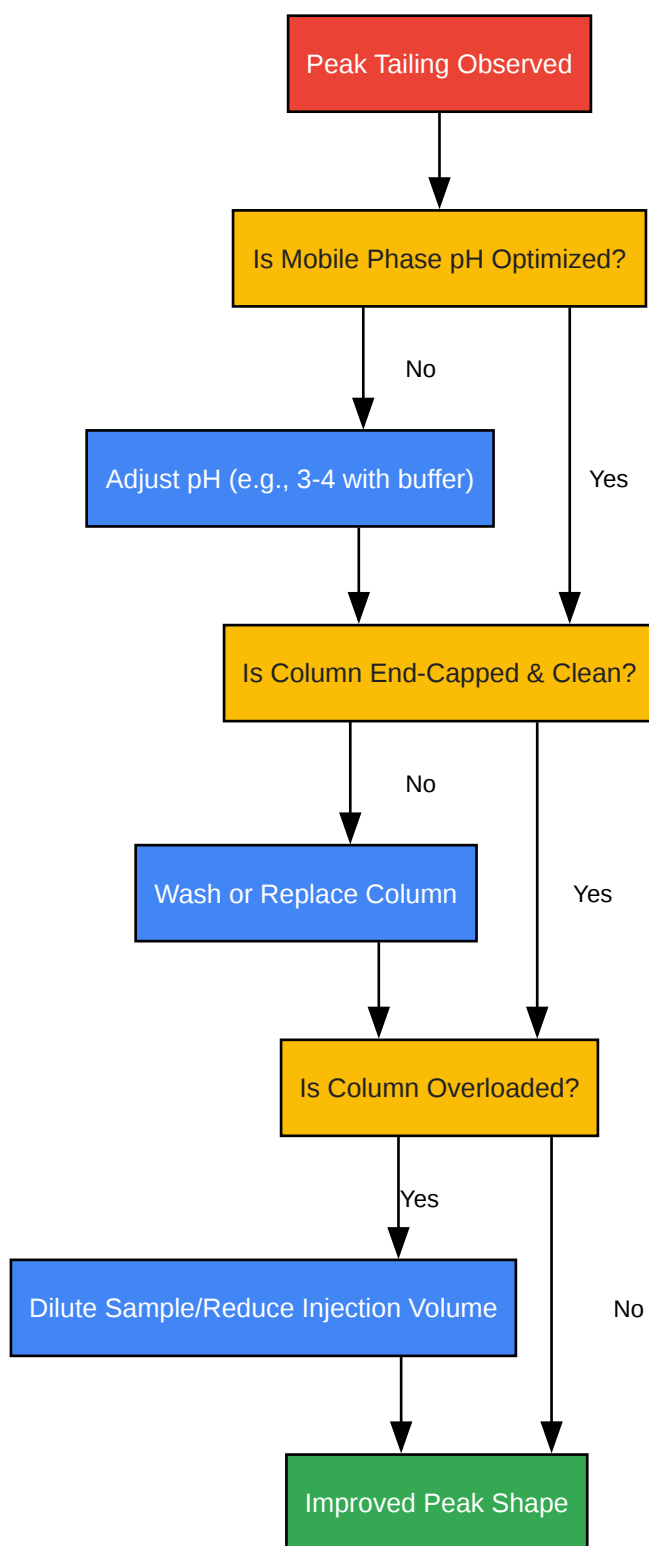 Peak Tailing Observed
Is Mobile Phase pH Optimized?
No
Adjust pH (e.g., 3-4 with buffer)
Yes
Is Column End-Capped & Clean?
No
Wash or Replace Column
Yes
Is Column Overloaded?
Yes
Dilute Sample/Reduce Injection Volume
No
Improved Peak Shape